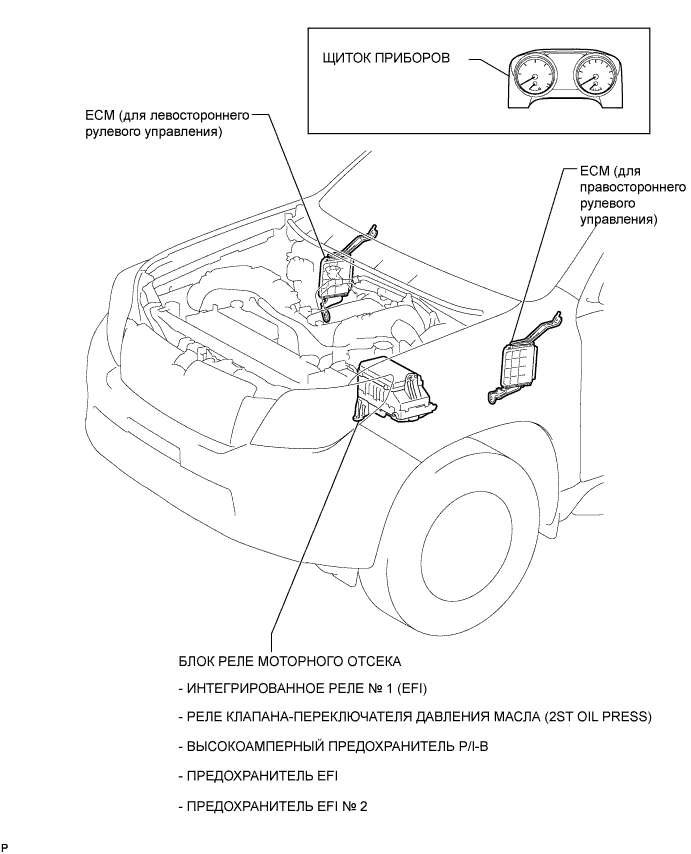 ЩИТОК ПРИБОРОВ
ECM (для левостороннего
рулевого управления)
ECM (для
правостороннего
рулевого
управления)
БЛОК РЕЛЕ МОТОРНОГО ОТСЕКА
- ИНТЕГРИРОВАННОЕ РЕЛЕ № 1 (EFI)
- РЕЛЕ КЛАПАНА-ПЕРЕКЛЮЧАТЕЛЯ ДАВЛЕНИЯ МАСЛА (2ST OIL PRESS)
- ВЫСОКОАМПЕРНЫЙ ПРЕДОХРАНИТЕЛЬ P/I-B
- ПРЕДОХРАНИТЕЛЬ EFI
- ПРЕДОХРАНИТЕЛЬ EFI № 2
P